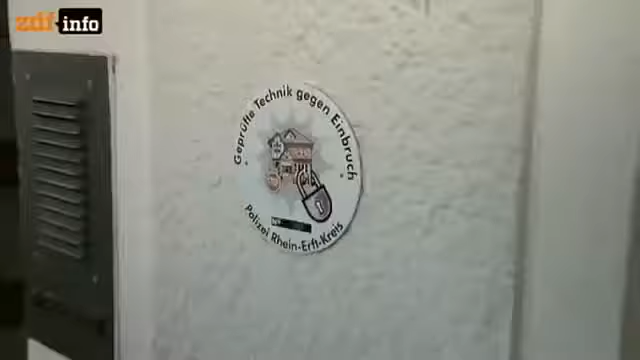 zdf.info
Geprüfte Technik gegen Einbruch
Polizei Rhein-Erft-Kreis